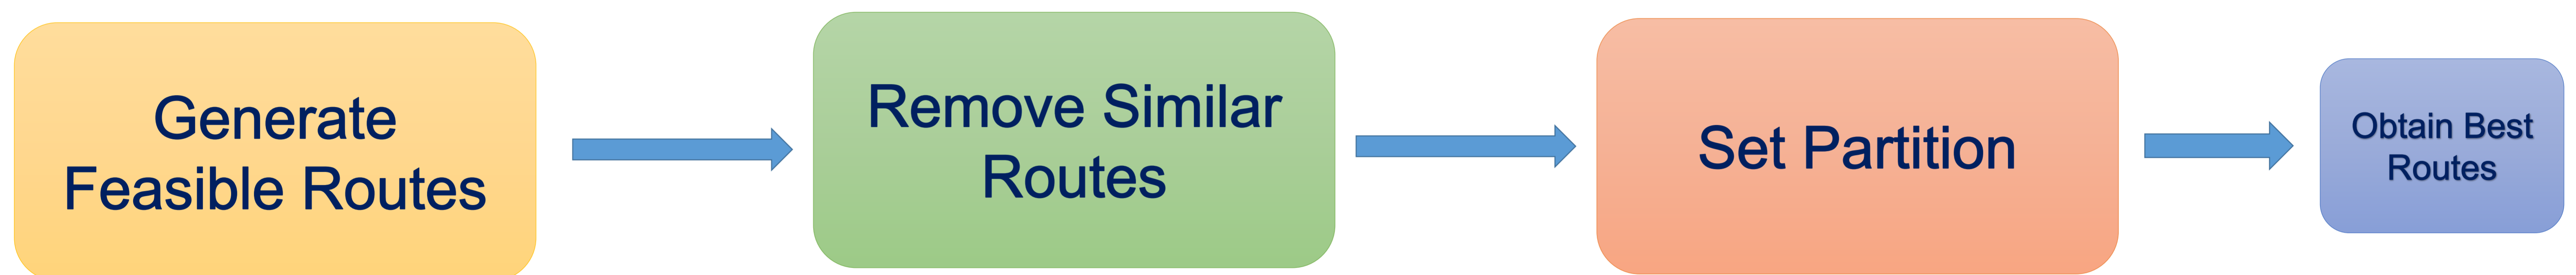 Generate
Feasible Routes
Remove Similar
Routes
Set Partition
Obtain Best
Routes